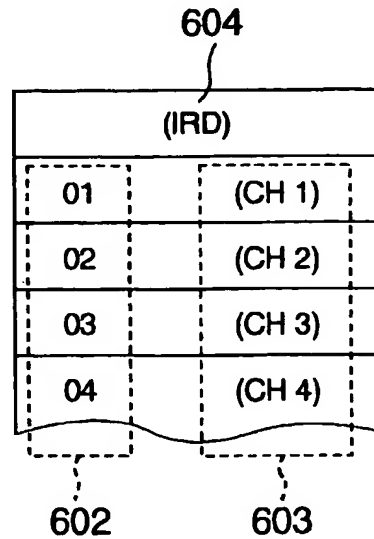 604
(IRD)
01 (CH 1)
02 (CH 2)
03 (CH 3)
04 (CH 4)
602 603